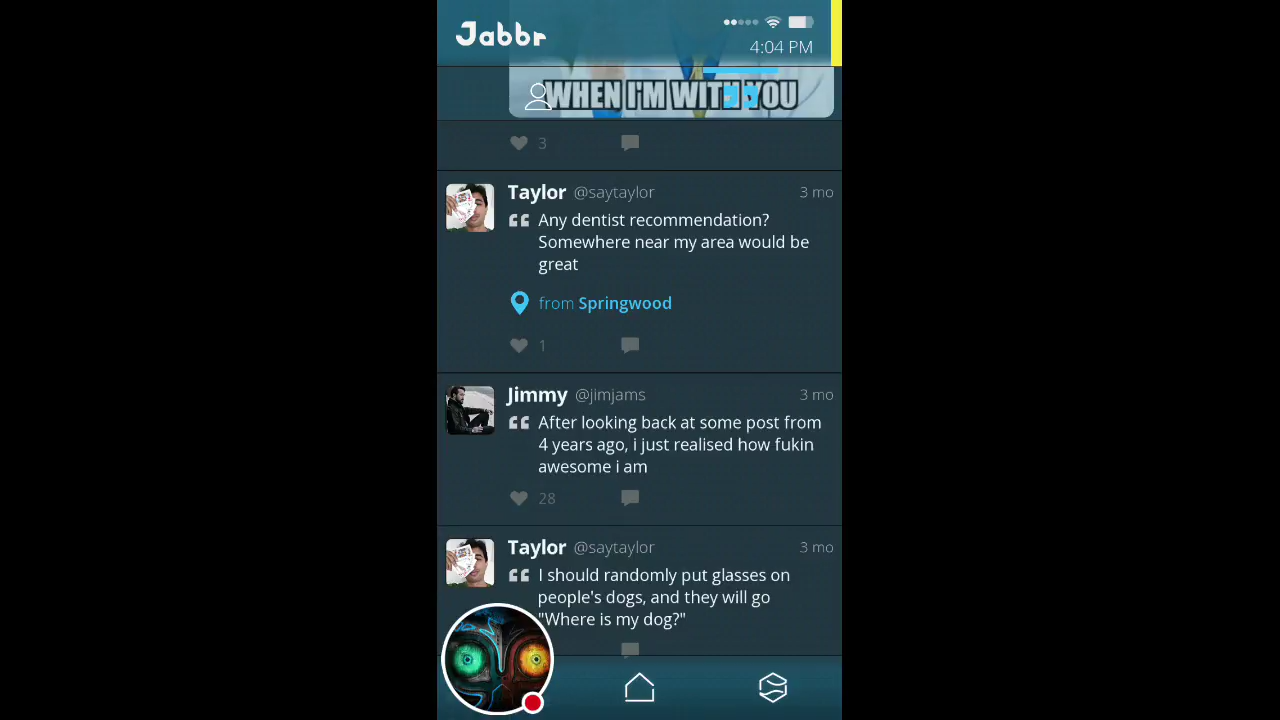 Jabbr
4:04 PM
WHEN I'M WITH YOU
3
Taylor @saytaylor 3 mo
Any dentist recommendation?
Somewhere near my area would be
great
from Springwood
1
Jimmy @jimjams 3 mo
After looking back at some post from
4 years ago, i just realised how fukin
awesome i am
28
Taylor @saytaylor 3 mo
I should randomly put glasses on
people's dogs, and they will go
"Where is my dog?"